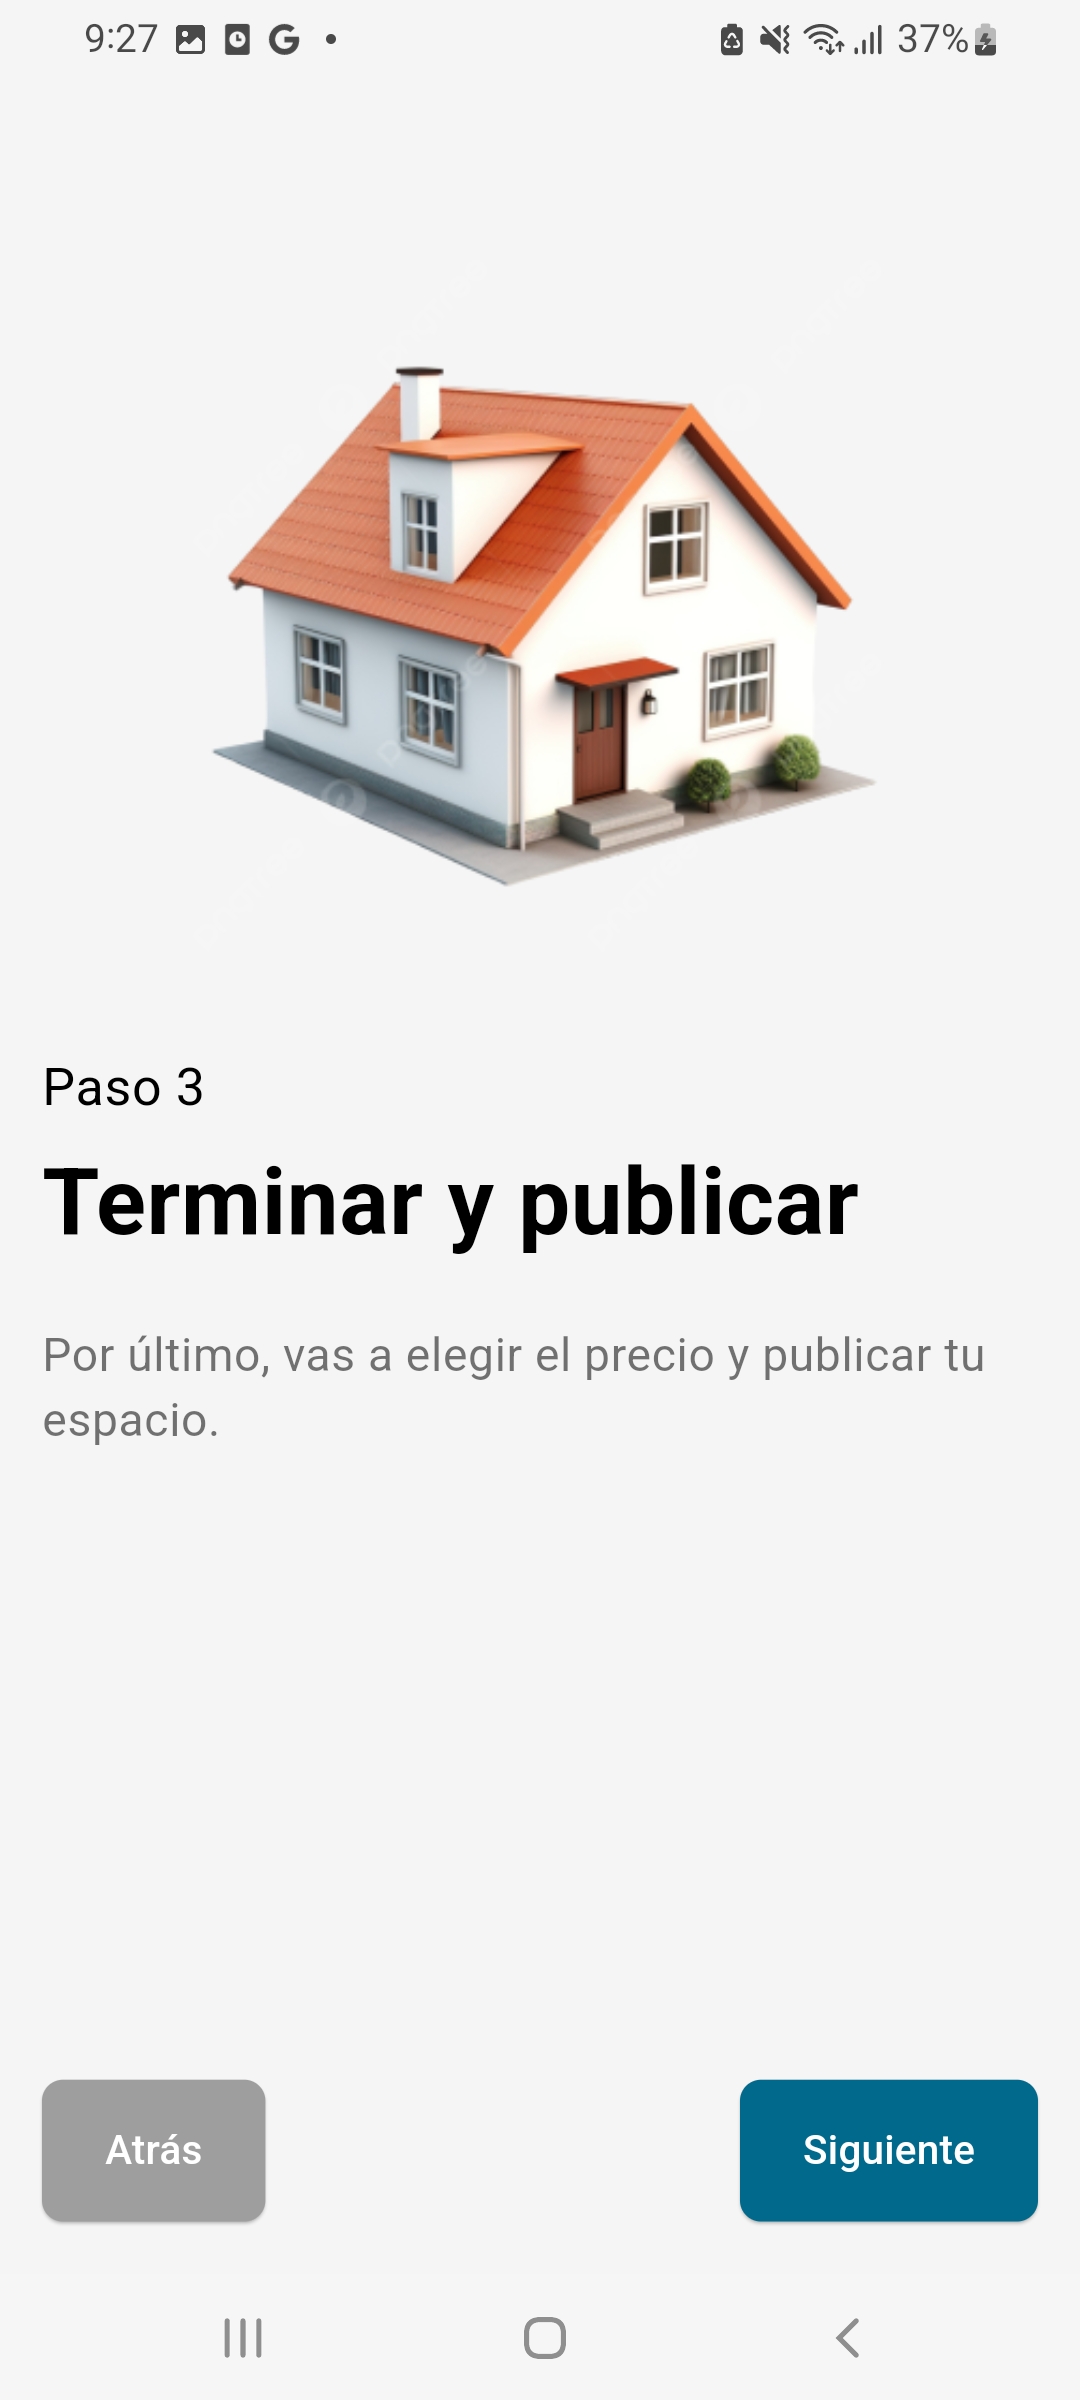 9:27
37%
Paso 3
Terminar y publicar
Por último, vas a elegir el precio y publicar tu
espacio.
Atrás
Siguiente